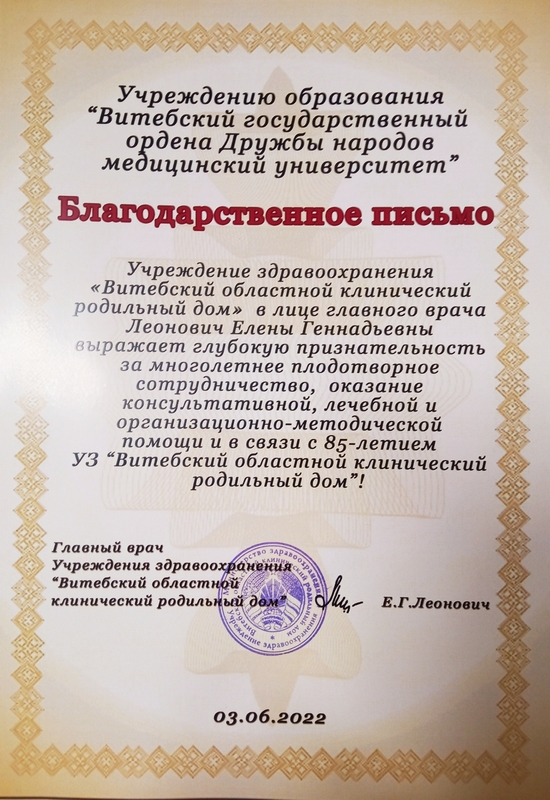 Учреждению образования
“Витебский государственный
ордена Дружбы народов
медицинский университет”
Благодарственное письмо
Учреждение здравоохранения
«Витебский областной клинический
родильный дом» в лице главного врача
Леонович Елены Геннадьевны
выражает глубокую признательность
за многолетнее плодотворное
сотрудничество, оказание
консультативной, лечебной и
организационно-методической
помощи и в связи с 85-летием
УЗ “Витебский областной клинический
родильный дом”!
Главный врач
Учреждения здравоохранения
“Витебский областной
клинический родильный дом”
Е.Г.Леонович
03.06.2022